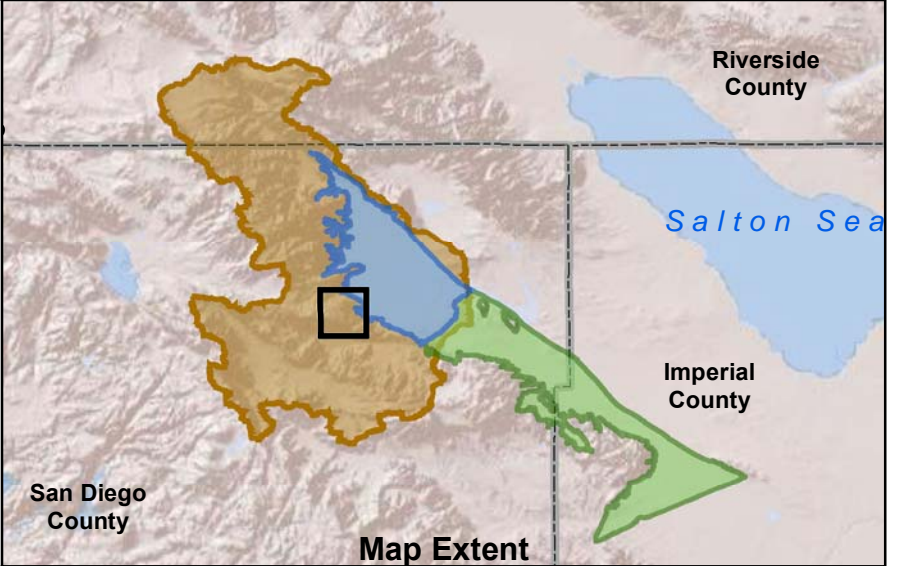 Riverside
County
Salton Sea
Imperial
County
San Diego
County
Map Extent